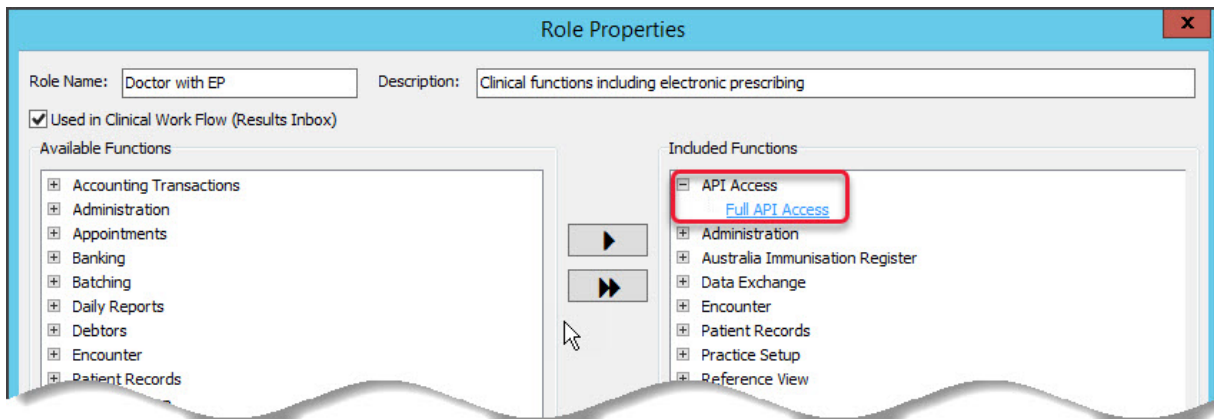 Role Properties
x
Role Name: Doctor with EP Description: Clinical functions including electronic prescribing
Used in Clinical Work Flow (Results Inbox)
Available Functions
Accounting Transactions
Administration
Appointments
Banking
Batching
Daily Reports
Debtors
Encounter
Patient Records
Included Functions
API Access
Full API Access
Administration
Australia Immunisation Register
Data Exchange
Encounter
Patient Records
Practice Setup
Reference View